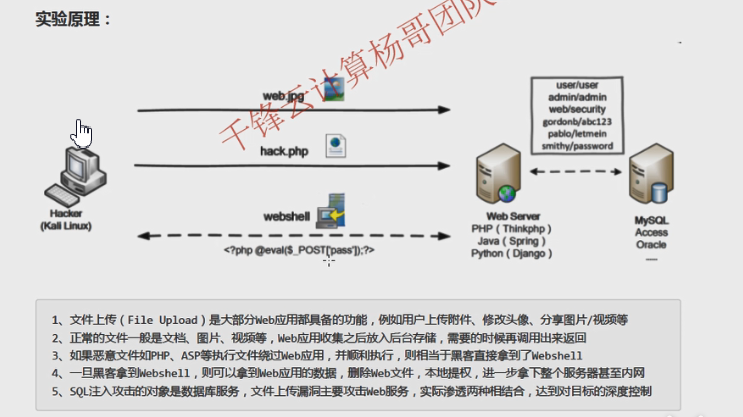 实验原理：
千锋云计算杨哥团队
web.jpg
hack.php
webshell
<?php @eval($_POST['pass']);?>
Hacker
(Kali Linux)
user/user
admin/admin
web/security
gordonb/abc123
pablo/letmein
smithy/password
Web Server
PHP（Thinkphp）
Java（Spring）
Python（Django）
MySQL
Access
Oracle
1、文件上传（File Upload）是大部分Web应用都具备的功能，例如用户上传附件、修改头像、分享图片/视频等
2、正常的文件一般是文档、图片、视频等，Web应用收集之后放入后台存储，需要的时候再调用出来返回
3、如果恶意文件如PHP、ASP等执行文件绕过Web应用，并顺利执行，则相当于黑客直接拿到了Webshell
4、一旦黑客拿到Webshell，则可以拿到Web应用的数据，删除Web文件，本地提权，进一步拿下整个服务器甚至内网
5、SQL注入攻击的对象是数据库服务，文件上传漏洞主要攻击Web服务，实际渗透两种相结合，达到对目标的深度控制